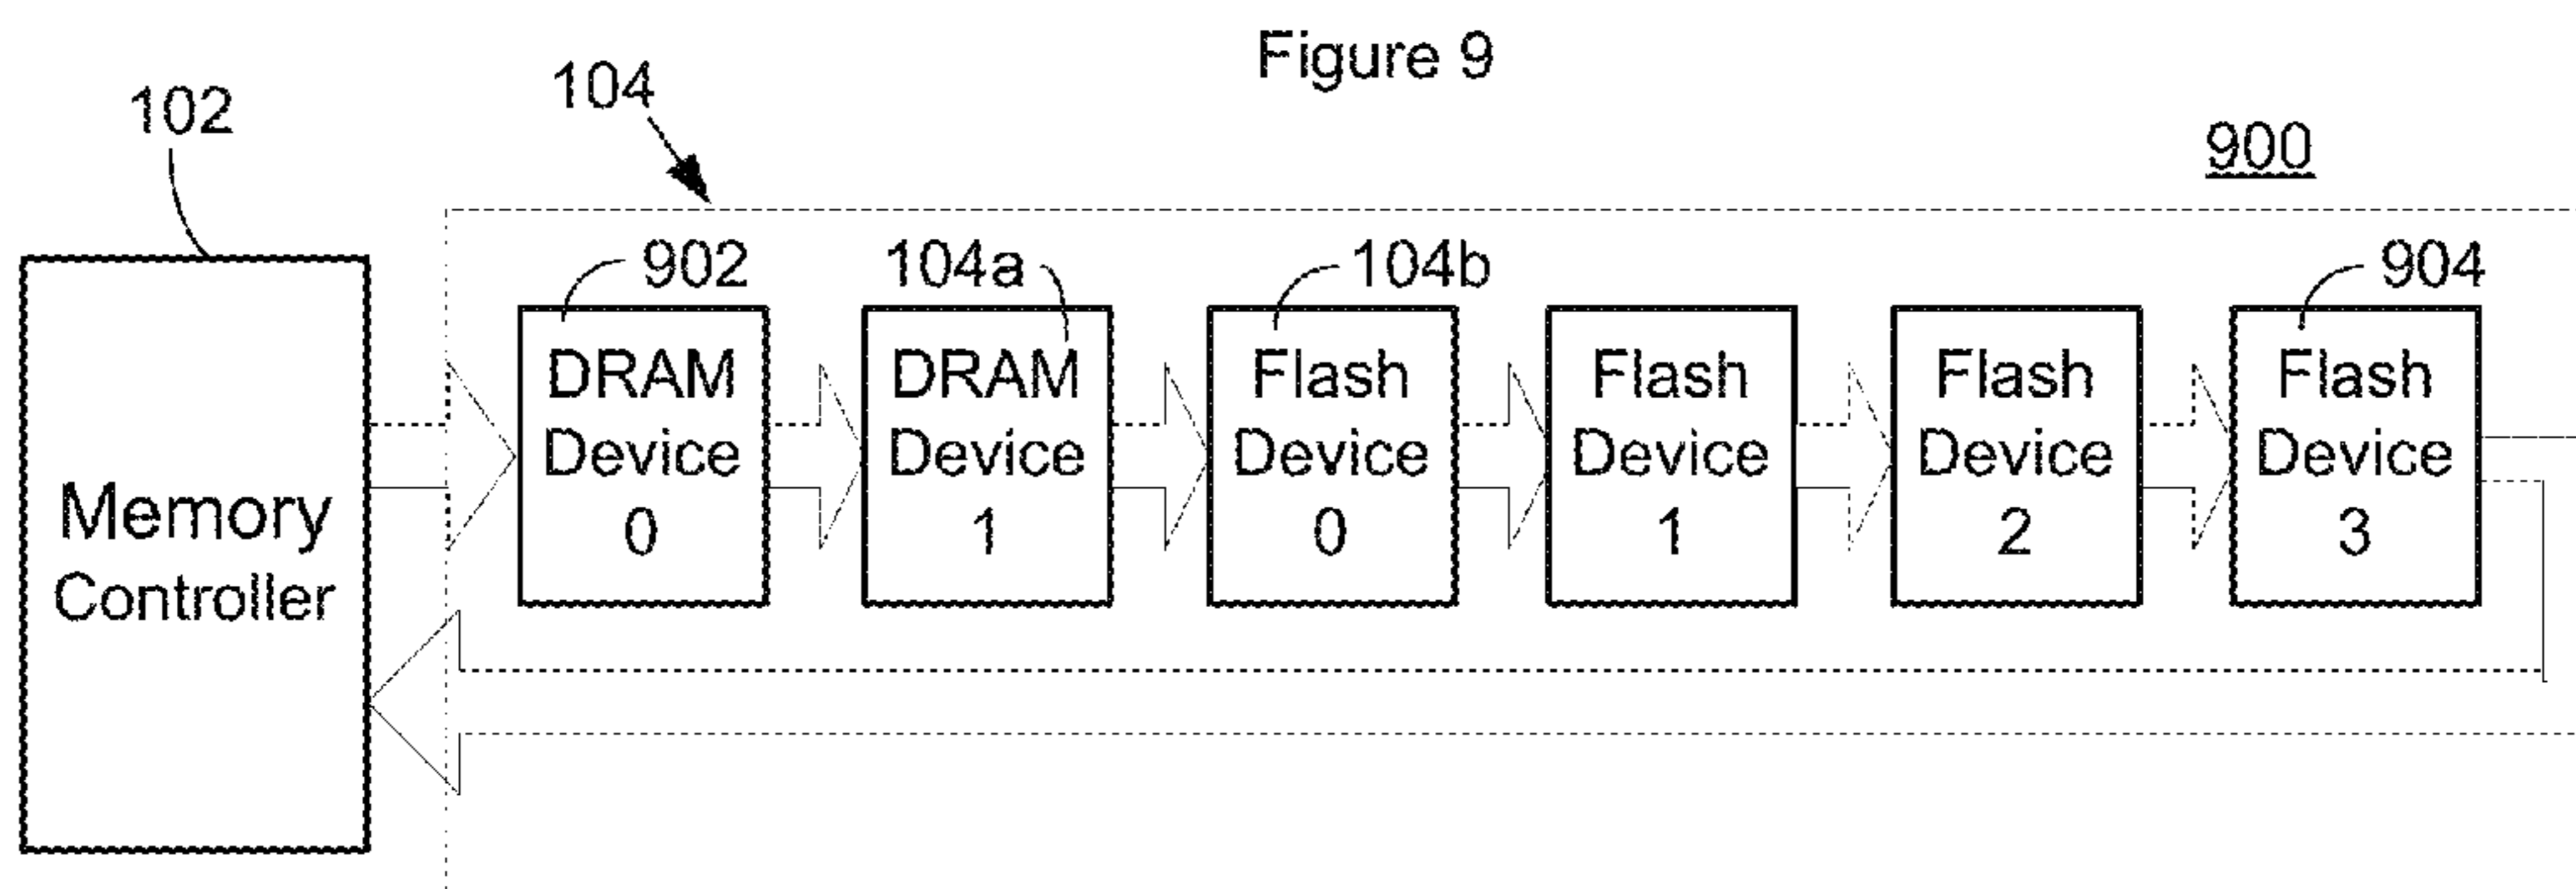 Figure 9
104
102
900
902
104a
104b
904
DRAM
Device
0
DRAM
Device
1
Flash
Device
0
Flash
Device
1
Flash
Device
2
Flash
Device
3
Memory
Controller